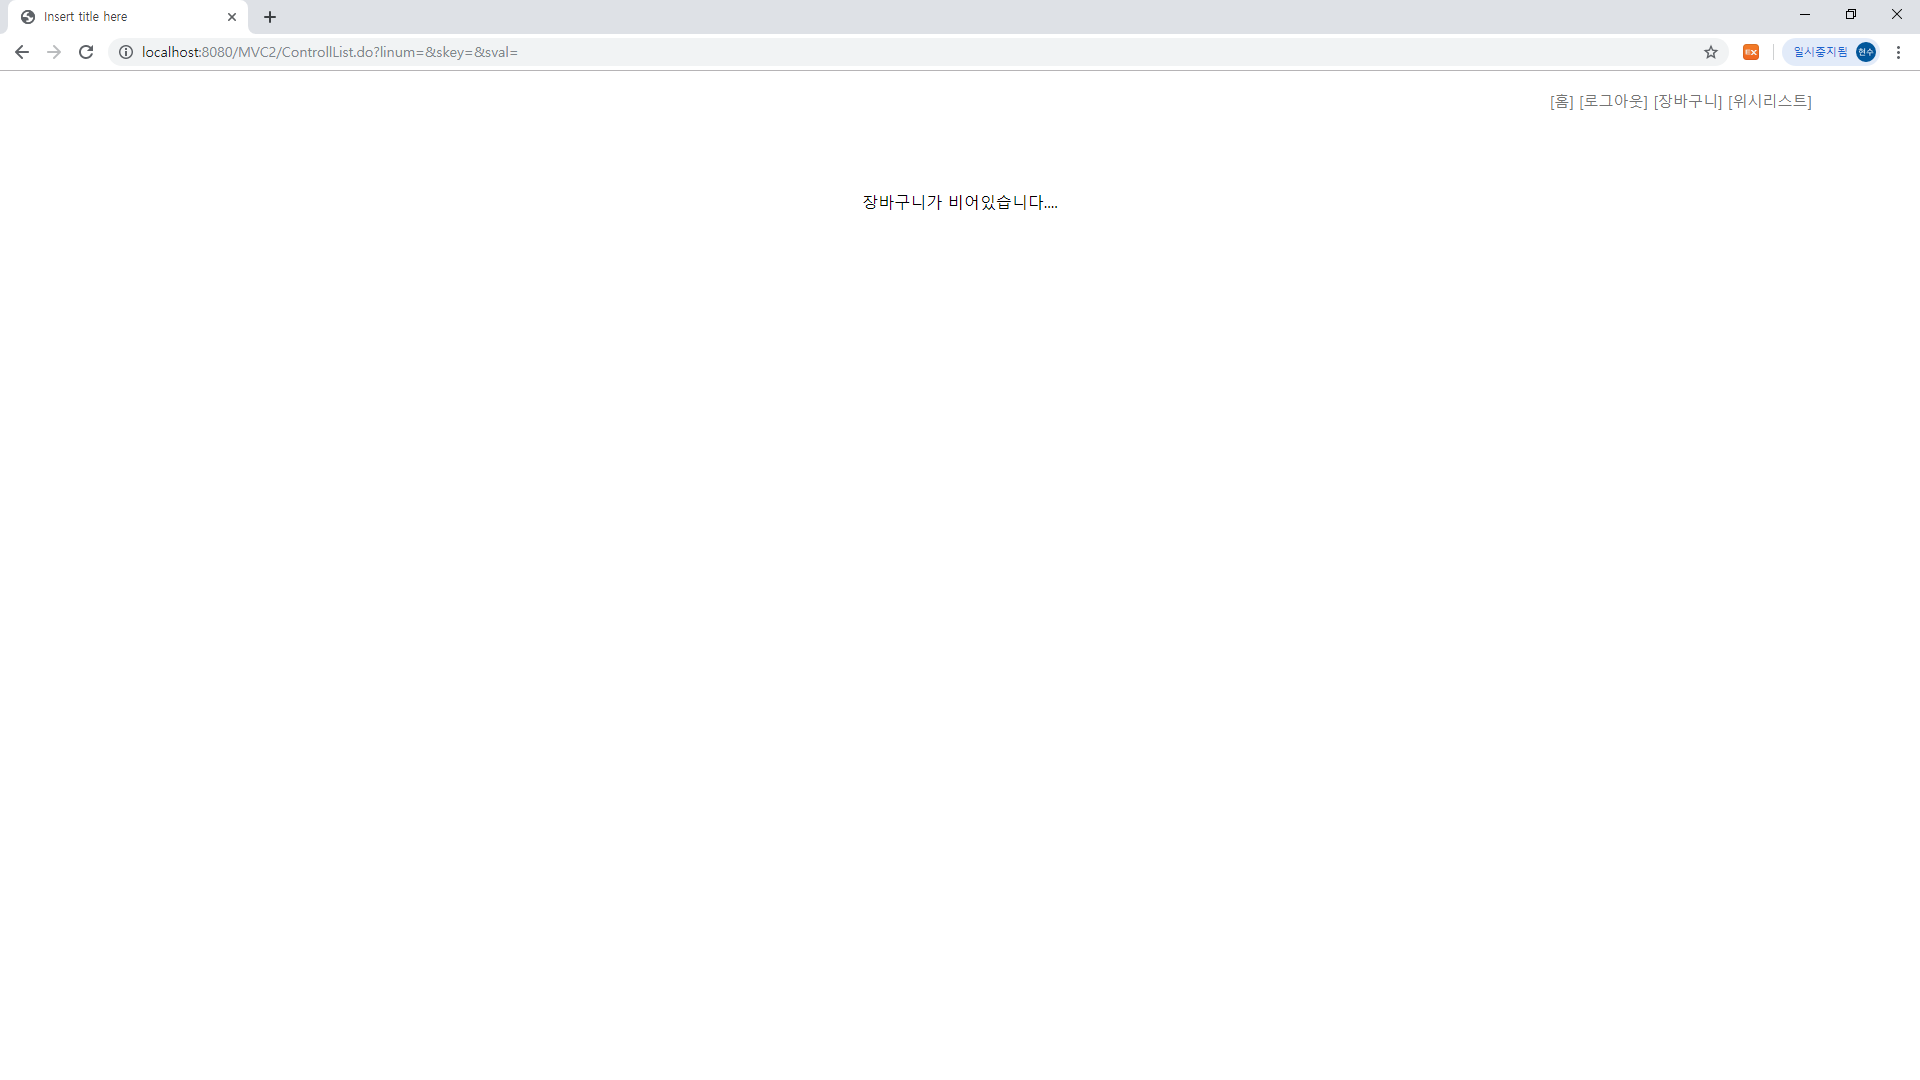 Insert title here
localhost:8080/MVC2/ControllList.do?linum=&skey=&sval=
일시중지됨 현수
[홈] [로그아웃] [장바구니] [위시리스트]
장바구니가 비어있습니다....